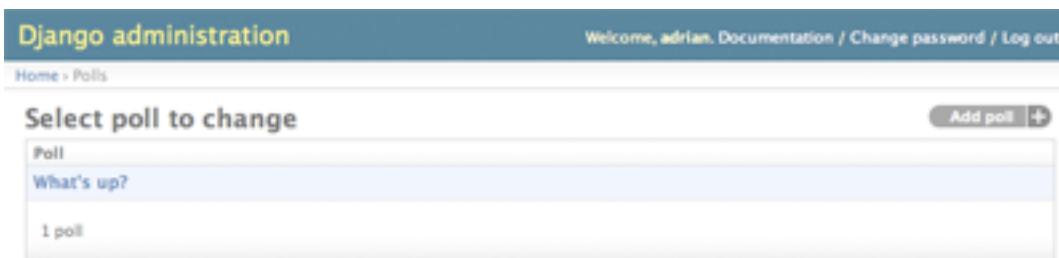 Django administration
Welcome, adrian. Documentation / Change password / Log out
Home › Polls
Select poll to change
Add poll +
Poll
What's up?
1 poll